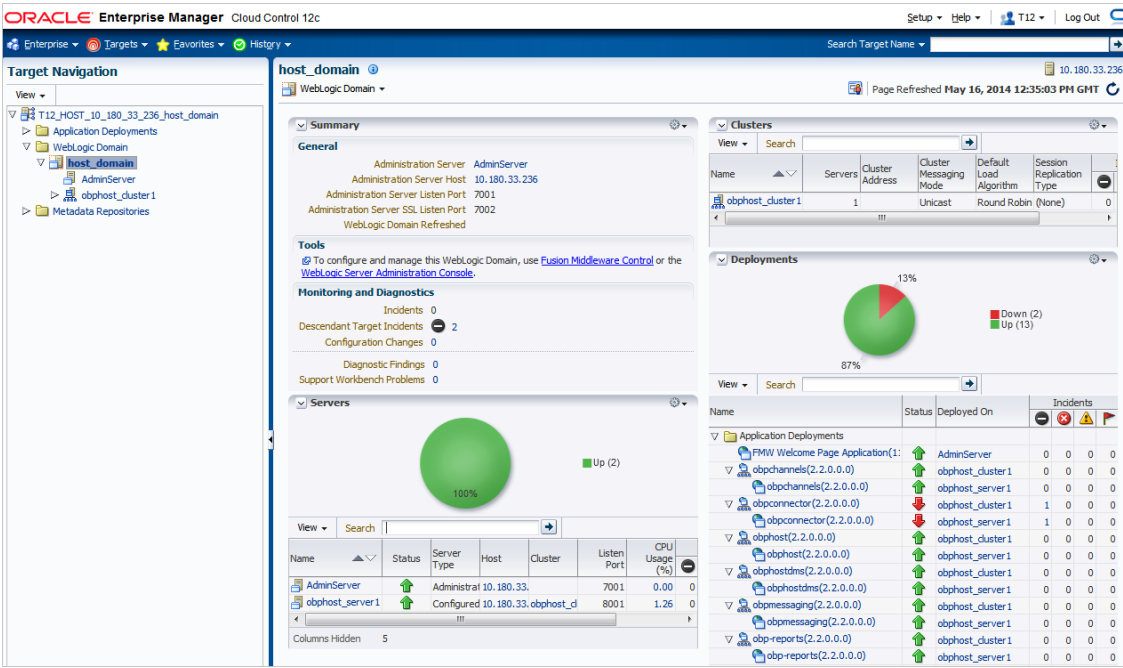 ORACLE Enterprise Manager Cloud Control 12c
Setup Help T12 Log Out
Enterprise Targets Favorites History Search Target Name
Target Navigation
View
T12_HOST_10_180_33_236_host_domain
Application Deployments
WebLogic Domain
host_domain
AdminServer
obphost_cluster1
Metadata Repositories
host_domain
10.180.33.236
WebLogic Domain
Page Refreshed May 16, 2014 12:35:03 PM GMT
Summary
General
Administration Server AdminServer
Administration Server Host 10.180.33.236
Administration Server Listen Port 7001
Administration Server SSL Listen Port 7002
WebLogic Domain Refreshed
Tools
To configure and manage this WebLogic Domain, use Fusion Middleware Control or the
WebLogic Server Administration Console.
Monitoring and Diagnostics
Incidents 0
Descendant Target Incidents 2
Configuration Changes 0
Diagnostic Findings 0
Support Workbench Problems 0
Servers
Up (2)
100%
View Search
Name Status Server Type Host Cluster Listen Port CPU Usage (%)
AdminServer Administrat 10.180.33. 7001 0.00 0
obphost_server1 Configured 10.180.33. obphost_cl 8001 1.26 0
Columns Hidden 5
Clusters
View Search
Name Servers Cluster Address Cluster Messaging Mode Default Load Algorithm Session Replication Type
obphost_cluster1 1 Unicast Round Robin (None) 0
Deployments
13%
Down (2)
Up (13)
87%
View Search
Name Status Deployed On Incidents
Application Deployments
FMW Welcome Page Application(1: AdminServer 0 0 0 0
obpchannels(2.2.0.0.0) obphost_cluster1 0 0 0 0
obpchannels(2.2.0.0.0) obphost_server1 0 0 0 0
obpconnector(2.2.0.0.0) obphost_cluster1 1 0 0 0
obpconnector(2.2.0.0.0) obphost_server1 1 0 0 0
obphost(2.2.0.0.0) obphost_cluster1 0 0 0 0
obphost(2.2.0.0.0) obphost_server1 0 0 0 0
obphostdms(2.2.0.0.0) obphost_cluster1 0 0 0 0
obphostdms(2.2.0.0.0) obphost_server1 0 0 0 0
obpmessaging(2.2.0.0.0) obphost_cluster1 0 0 0 0
obpmessaging(2.2.0.0.0) obphost_server1 0 0 0 0
obp-reports(2.2.0.0.0) obphost_cluster1 0 0 0 0
obp-reports(2.2.0.0.0) obphost_server1 0 0 0 0